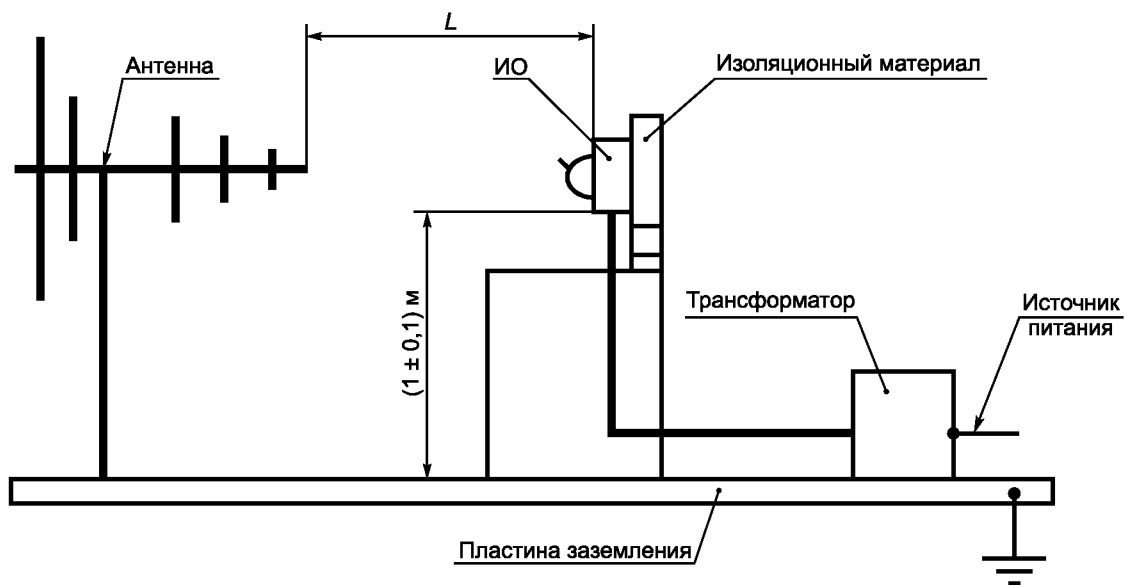 L
Антенна
ИО
Изоляционный материал
(1 ± 0,1) м
Трансформатор
Источник
питания
Пластина заземления